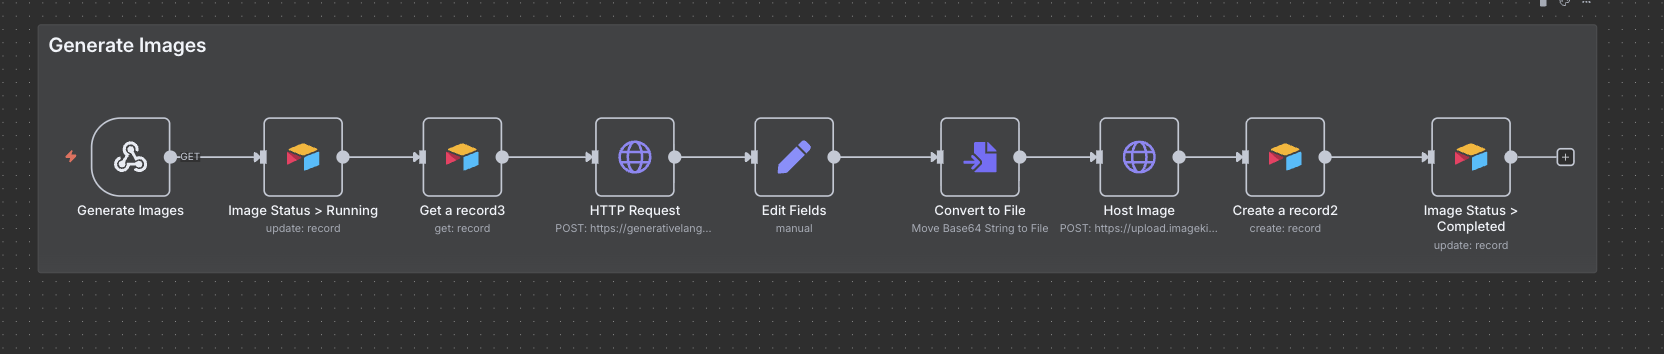 Generate Images
GET
Generate Images
Image Status > Running
update: record
Get a record3
get: record
HTTP Request
POST: https://generativelang...
Edit Fields
manual
Convert to File
Move Base64 String to File
Host Image
POST: https://upload.imageki...
Create a record2
create: record
Image Status >
Completed
update: record